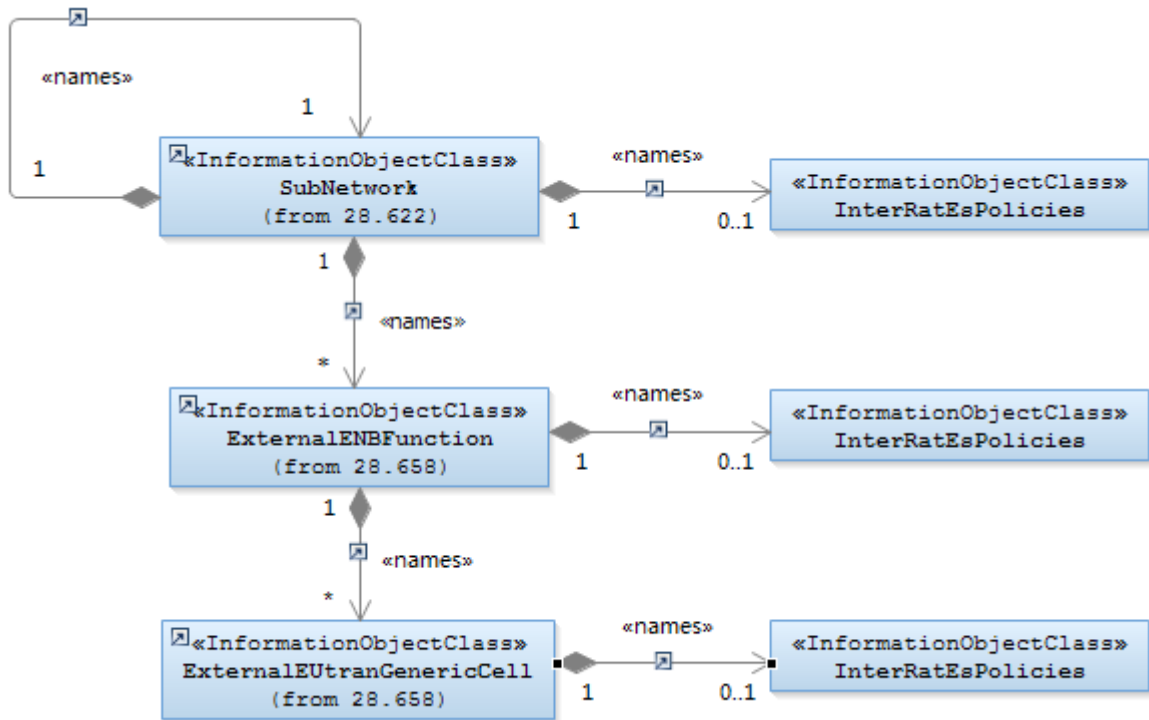 «names»
1
1
«InformationObjectClass»
SubNetwork
(from 28.622)
«names»
1
0..1
«InformationObjectClass»
InterRatEsPolicies
1
«names»
*
«InformationObjectClass»
ExternalENBFunction
(from 28.658)
«names»
1
0..1
«InformationObjectClass»
InterRatEsPolicies
1
«names»
*
«InformationObjectClass»
ExternalEUtranGenericCell
(from 28.658)
«names»
1
0..1
«InformationObjectClass»
InterRatEsPolicies